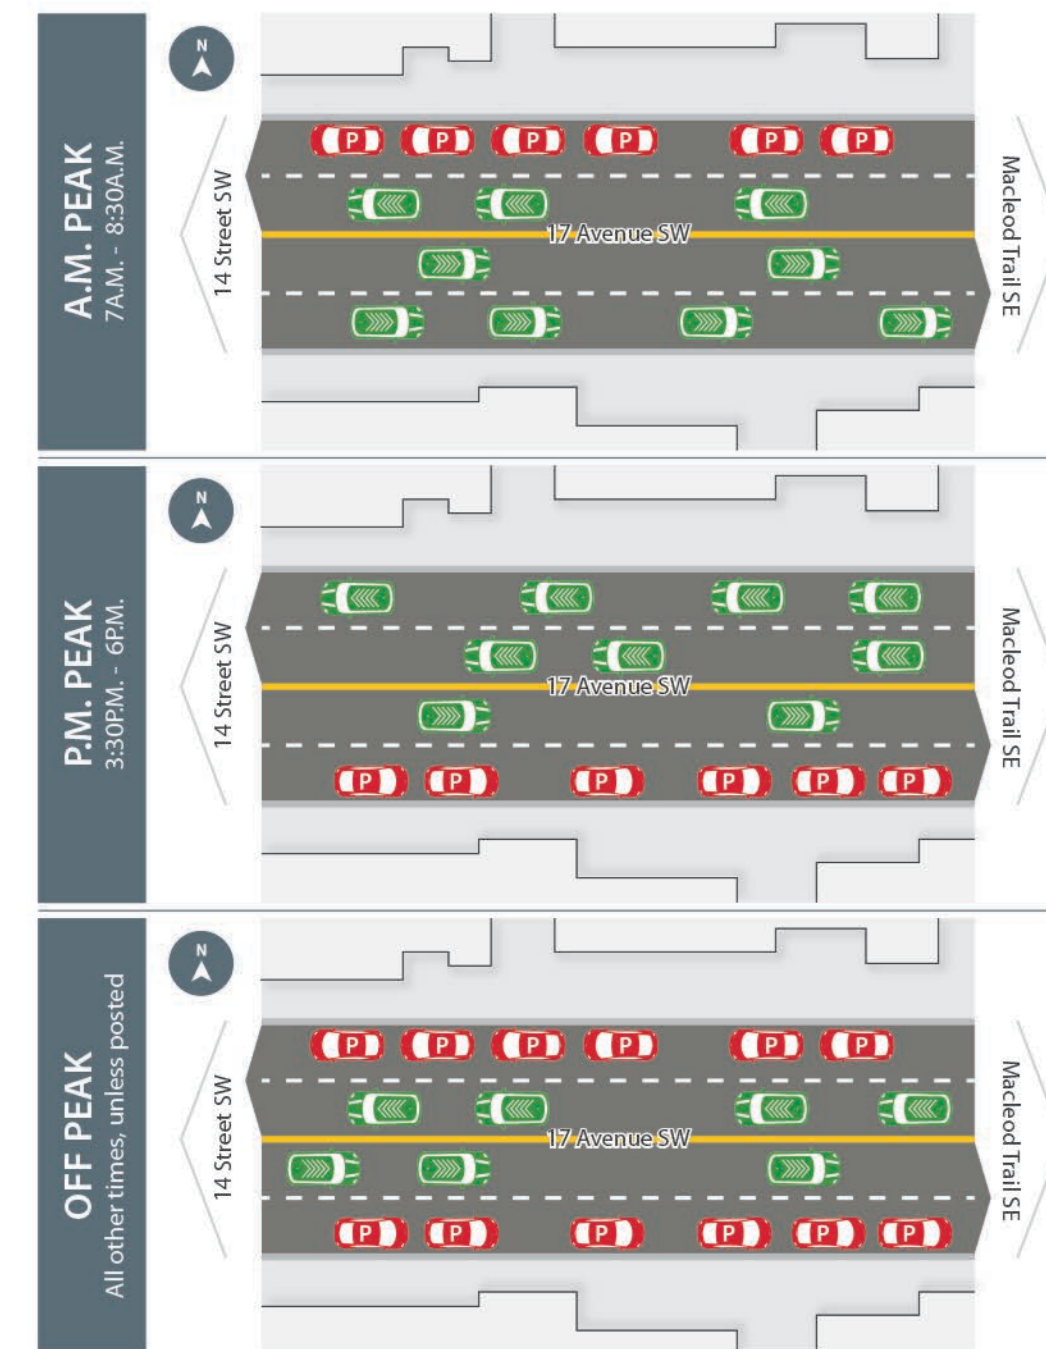 A.M. PEAK
7A.M. - 8:30A.M.
N
14 Street SW
P P P P P P
17 Avenue SW
Macleod Trail SE
P.M. PEAK
3:30P.M. - 6P.M.
N
14 Street SW
17 Avenue SW
P P P P P P
Macleod Trail SE
OFF PEAK
All other times, unless posted
N
14 Street SW
P P P P P P
17 Avenue SW
P P P P P P
Macleod Trail SE